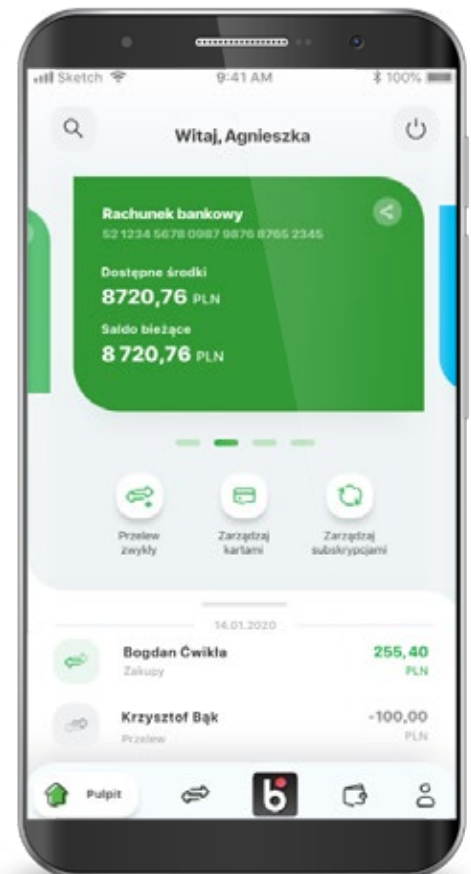 Sketch 9:41 AM 100%
Witaj, Agnieszka
Rachunek bankowy
52 1234 5678 0987 9876 8765 2345
Dostępne środki
8720,76 PLN
Saldo bieżące
8 720,76 PLN
Przelew
zwykły
Zarządzaj
kartami
Zarządzaj
subskrypcjami
14.01.2020
Bogdan Ćwikła 255,40
Zakupy PLN
Krzysztof Bąk -100,00
Przelew PLN
Pulpit b